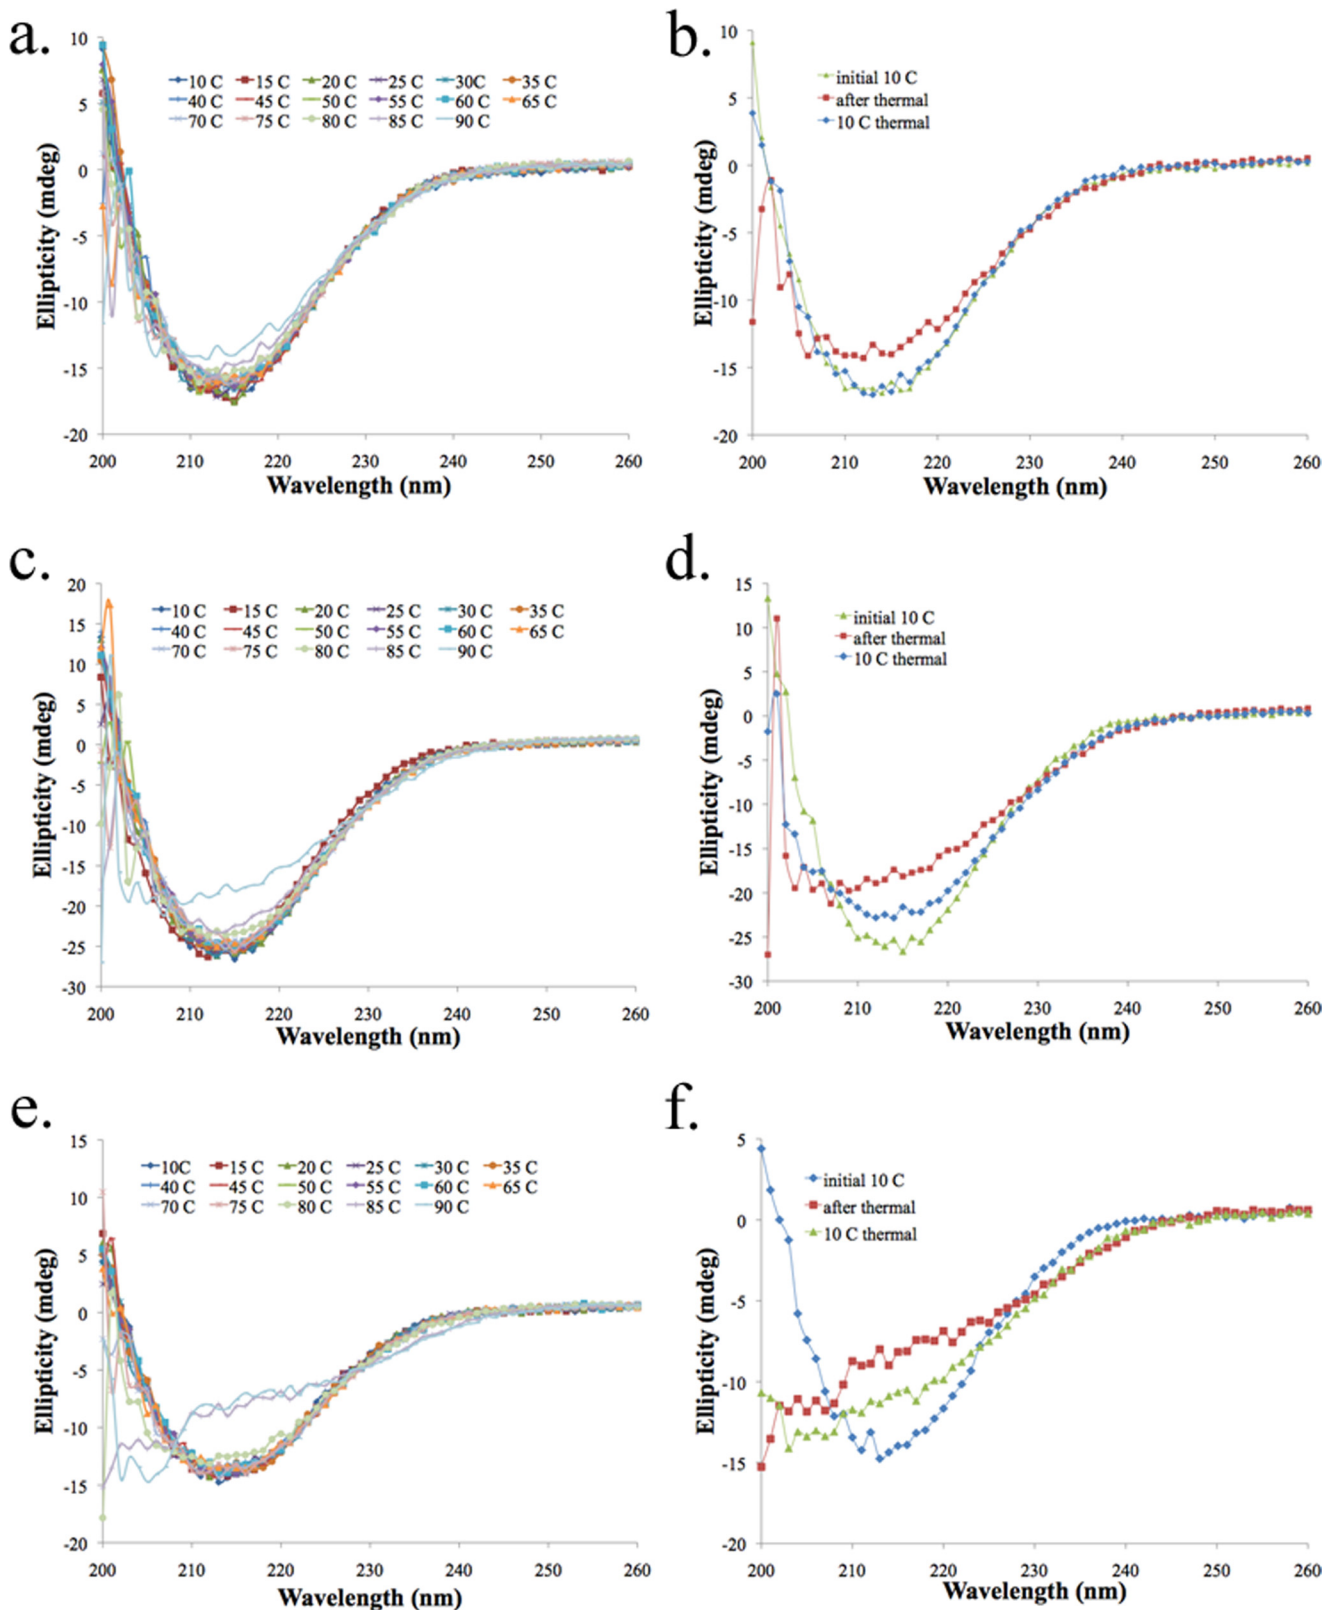 a.
10
5
0
-5
-10
-15
-20
Ellipticity (mdeg)
10 C 15 C 20 C 25 C 30C 35 C
40 C 45 C 50 C 55 C 60 C 65 C
70 C 75 C 80 C 85 C 90 C
200 210 220 230 240 250 260
Wavelength (nm)
b.
10
5
0
-5
-10
-15
-20
Ellipticity (mdeg)
initial 10 C
after thermal
10 C thermal
200 210 220 230 240 250 260
Wavelength (nm)
c.
20
15
10
5
0
-5
-10
-15
-20
-25
-30
Ellipticity (mdeg)
10 C 15 C 20 C 25 C 30 C 35 C
40 C 45 C 50 C 55 C 60 C 65 C
70 C 75 C 80 C 85 C 90 C
200 210 220 230 240 250 260
Wavelength (nm)
d.
15
10
5
0
-5
-10
-15
-20
-25
-30
Ellipticity (mdeg)
initial 10 C
after thermal
10 C thermal
200 210 220 230 240 250 260
Wavelength (nm)
e.
15
10
5
0
-5
-10
-15
-20
Ellipticity (mdeg)
10C 15 C 20 C 25 C 30 C 35 C
40 C 45 C 50 C 55 C 60 C 65 C
70 C 75 C 80 C 85 C 90 C
200 210 220 230 240 250 260
Wavelength (nm)
f.
5
0
-5
-10
-15
-20
Ellipticity (mdeg)
initial 10 C
after thermal
10 C thermal
200 210 220 230 240 250 260
Wavelength (nm)